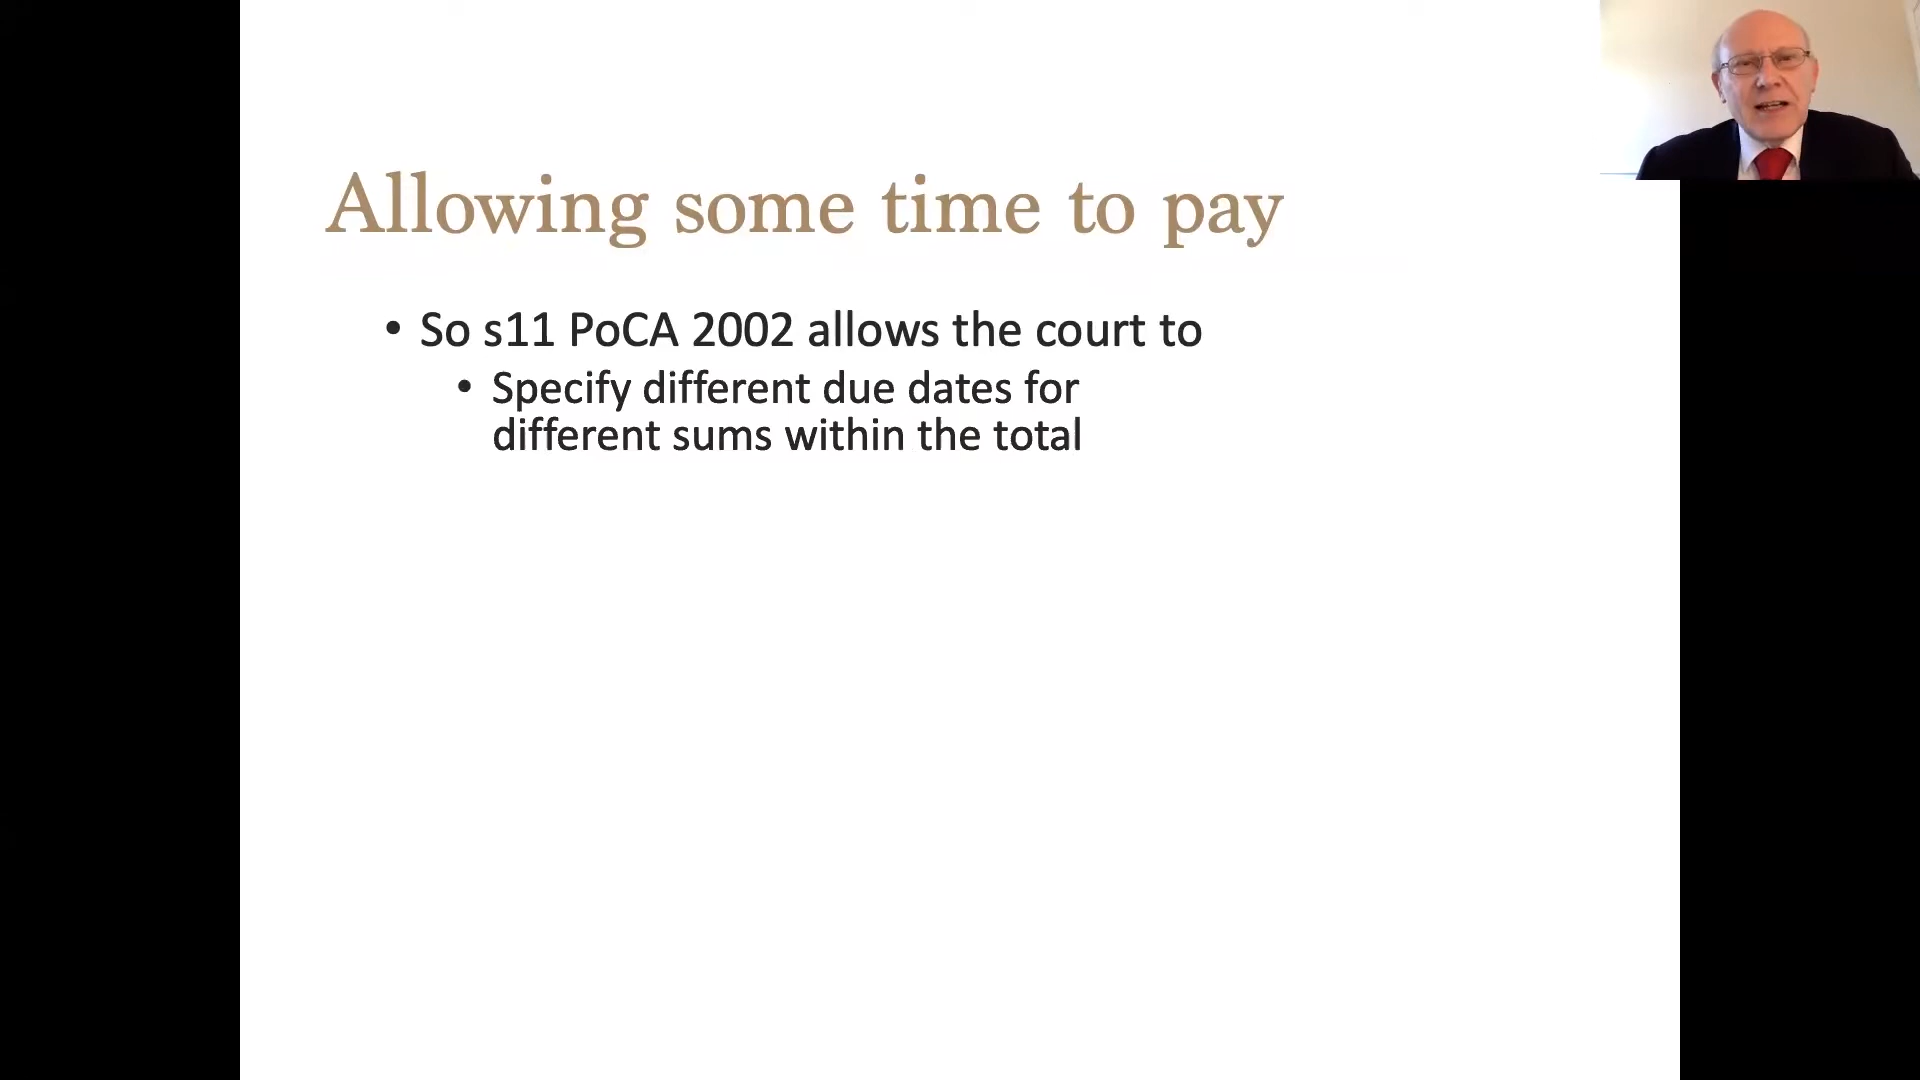 Allowing some time to pay
• So s11 PoCA 2002 allows the court to
• Specify different due dates for
different sums within the total